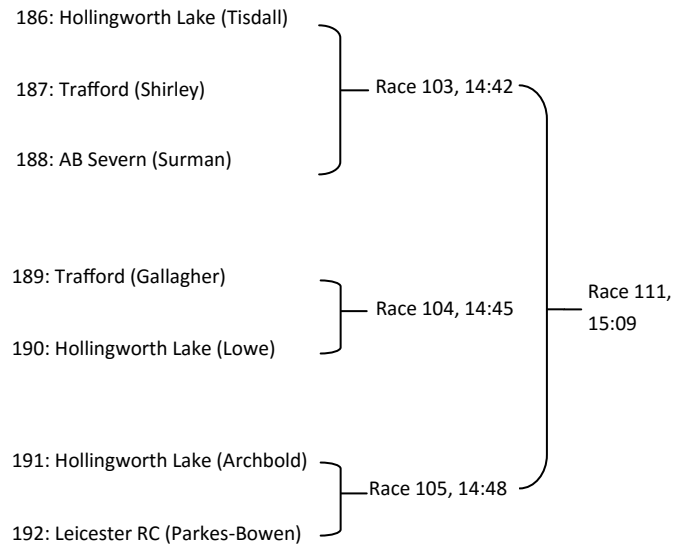 186: Hollingworth Lake (Tisdall)
187: Trafford (Shirley)
Race 103, 14:42
188: AB Severn (Surman)
189: Trafford (Gallagher)
Race 104, 14:45
Race 111,
15:09
190: Hollingworth Lake (Lowe)
191: Hollingworth Lake (Archbold)
Race 105, 14:48
192: Leicester RC (Parkes-Bowen)